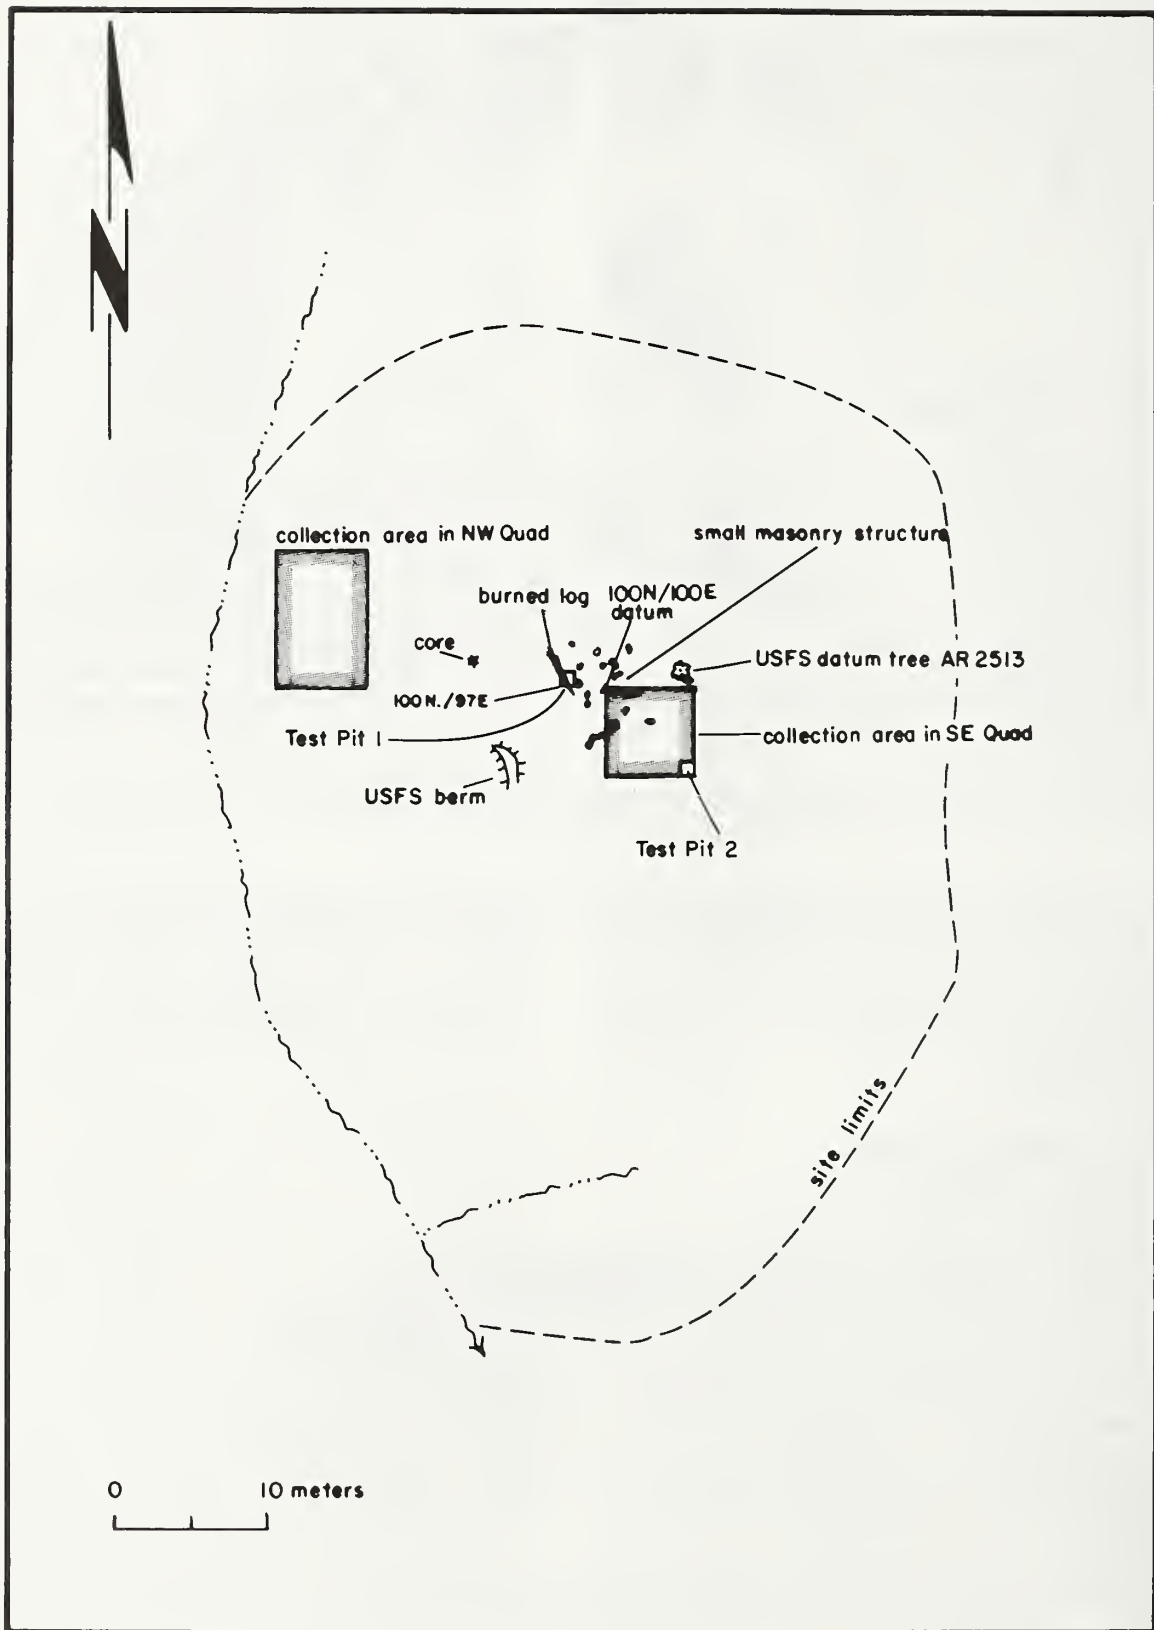 N
collection area in NW Quad
small masonry structure
burned log
100N/100E
datum
core
USFS datum tree AR 2513
100N./97E
Test Pit 1
collection area in SE Quad
USFS berm
Test Pit 2
site limits
0 10 meters